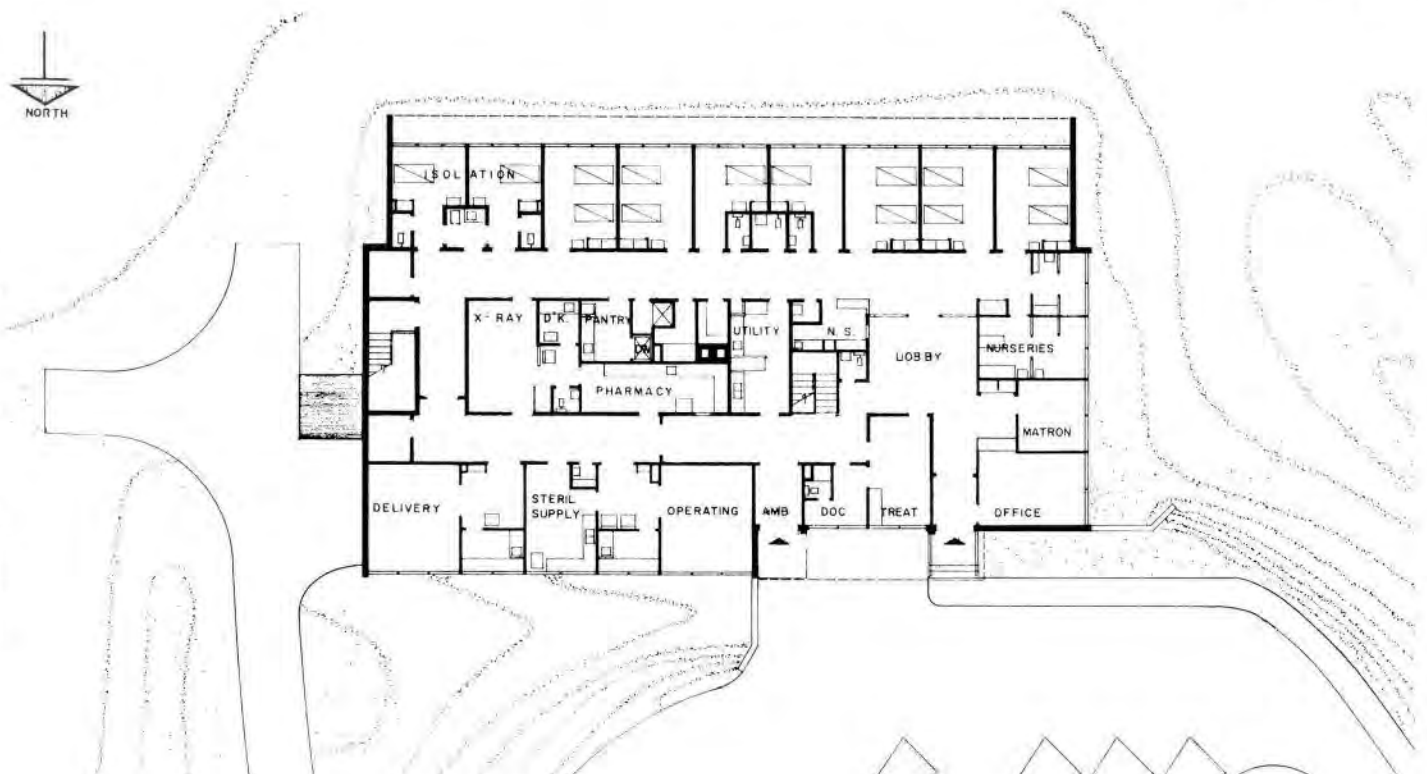 NORTH
ISOLATION
X-RAY
D'K.
PANTRY
UTILITY
N. S.
LOBBY
NURSERIES
PHARMACY
MATRON
DELIVERY
STERIL
SUPPLY
OPERATING
AMB
DOC
TREAT
OFFICE